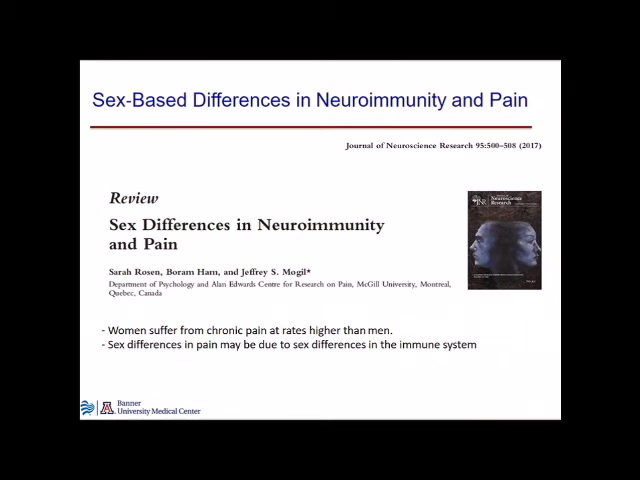 Sex-Based Differences in Neuroimmunity and Pain
Journal of Neuroscience Research 95:500–508 (2017)
Review
Sex Differences in Neuroimmunity
and Pain
Sarah Rosen, Boram Ham, and Jeffrey S. Mogil*
Department of Psychology and Alan Edwards Centre for Research on Pain, McGill University, Montreal,
Quebec, Canada
JNR
Neuroscience
Research
- Women suffer from chronic pain at rates higher than men.
- Sex differences in pain may be due to sex differences in the immune system
A
Banner
University Medical Center